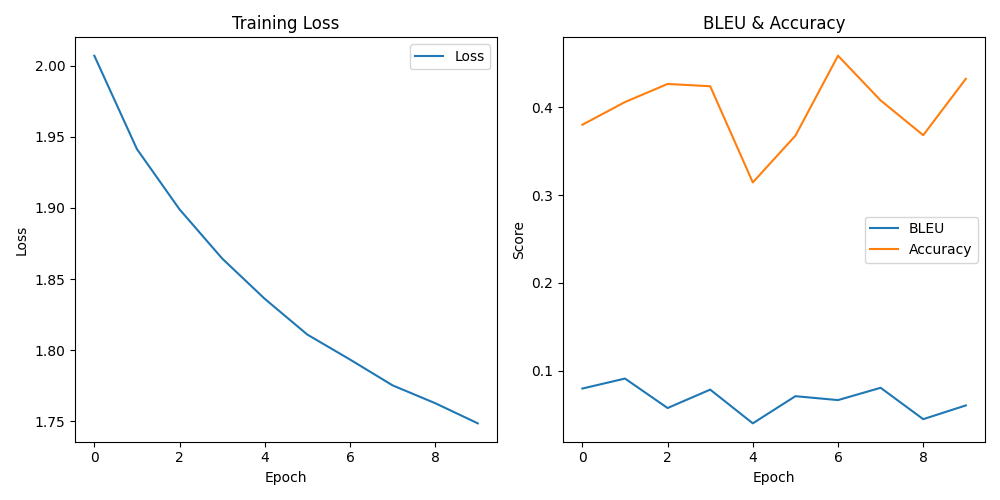 Training Loss
Loss
2.00
1.95
1.90
1.85
1.80
1.75
Loss
0 2 4 6 8
Epoch
BLEU & Accuracy
0.4
0.3
0.2
0.1
Score
BLEU
Accuracy
0 2 4 6 8
Epoch